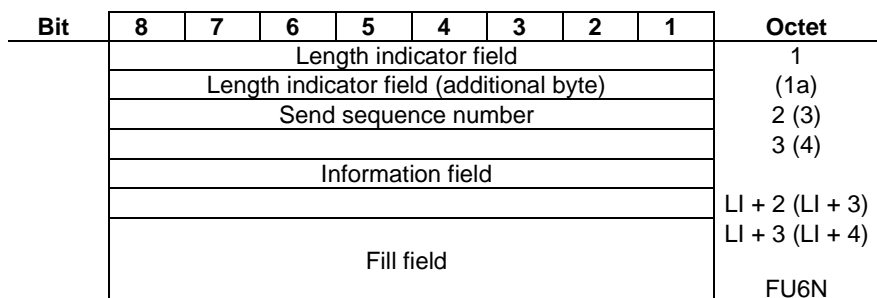 Bit 8 7 6 5 4 3 2 1 Octet
Length indicator field 1
Length indicator field (additional byte) (1a)
Send sequence number 2 (3)
3 (4)
Information field
LI + 2 (LI + 3)
LI + 3 (LI + 4)
Fill field
FU6N